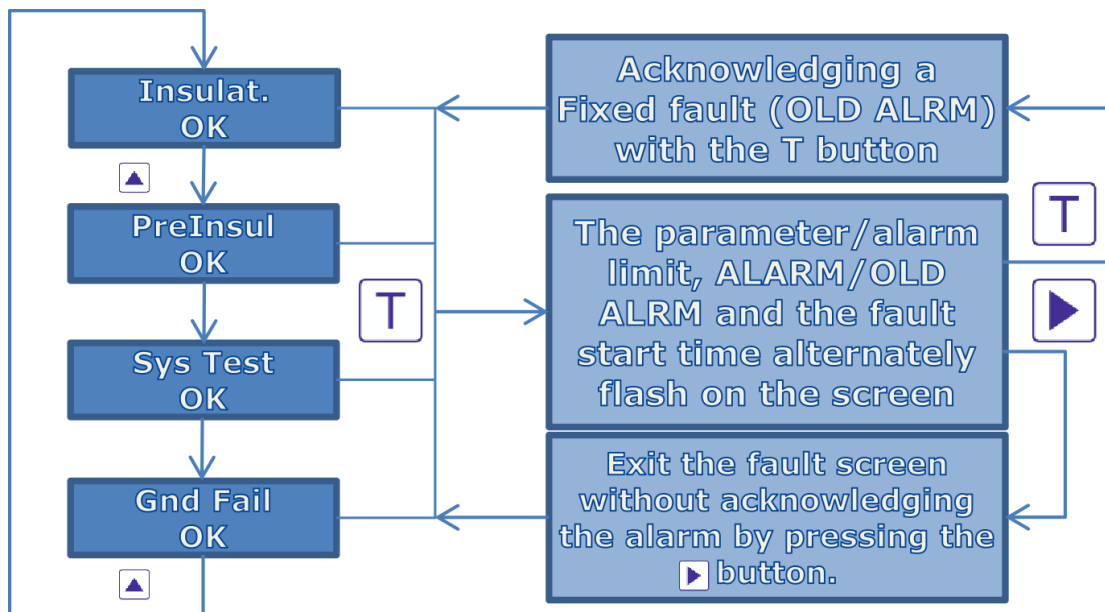 Insulat.
OK
PreInsul
OK
Sys Test
OK
Gnd Fail
OK
T
Acknowledging a
Fixed fault (OLD ALRM)
with the T button
The parameter/alarm
limit, ALARM/OLD
ALRM and the fault
start time alternately
flash on the screen
Exit the fault screen
without acknowledging
the alarm by pressing the
button.
T